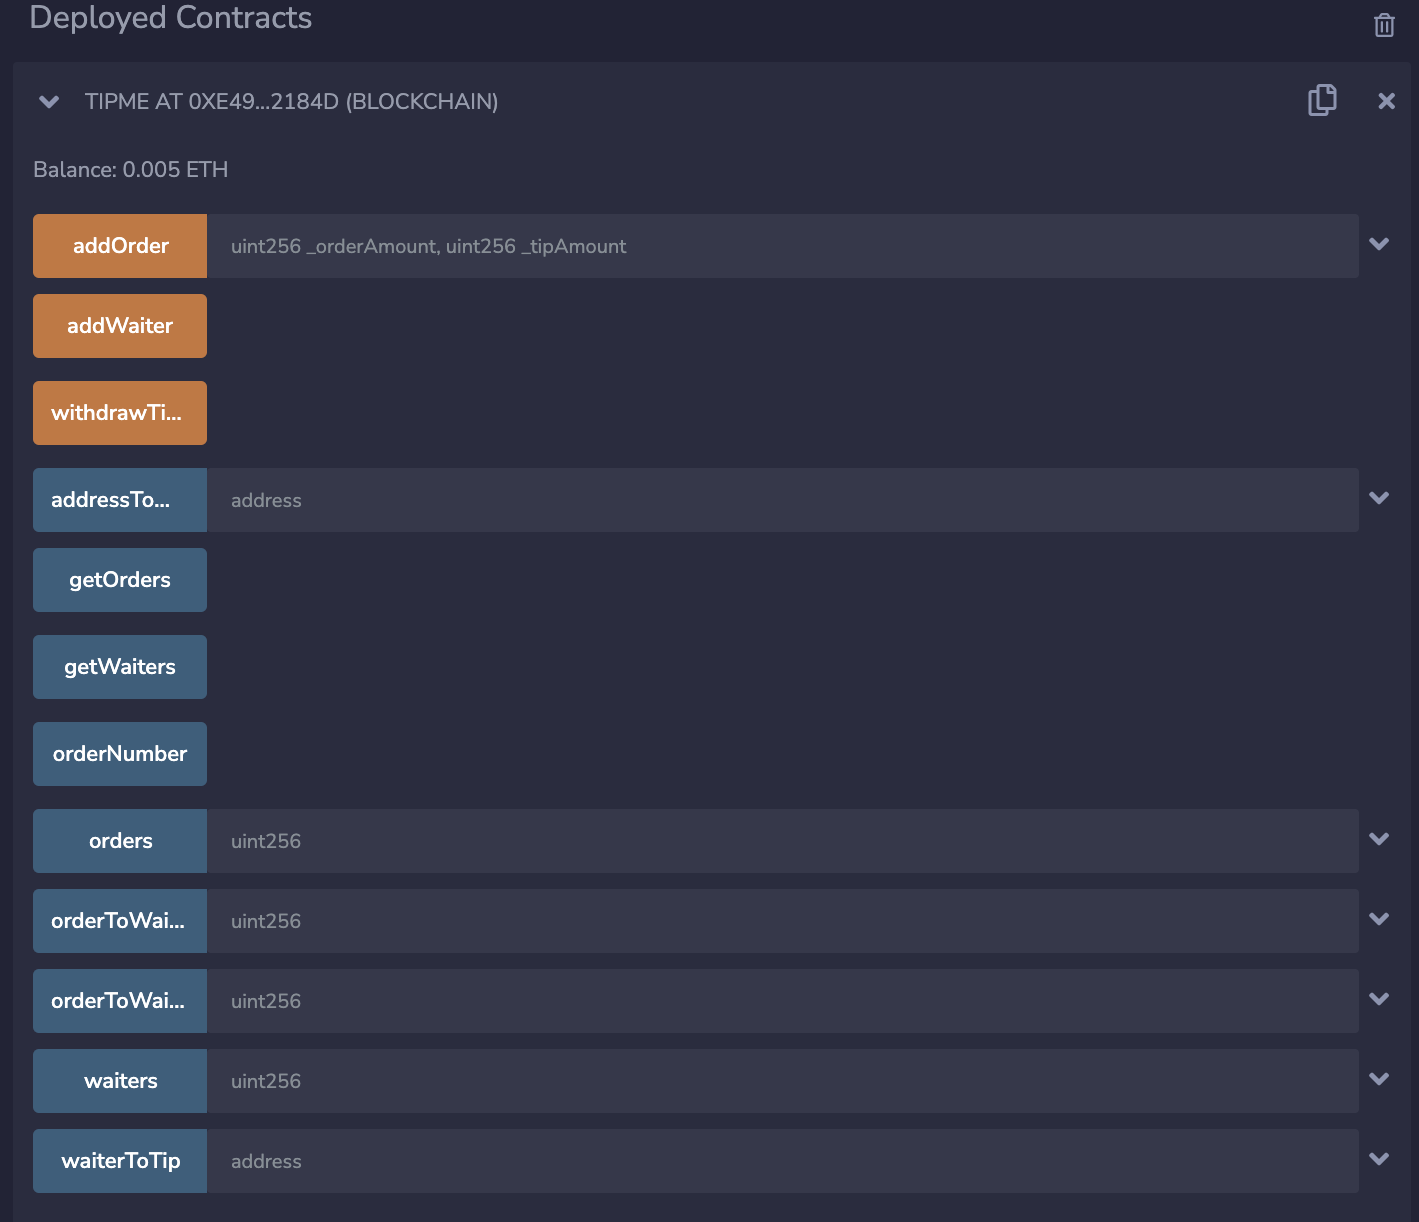 Deployed Contracts
TIPME AT 0XE49...2184D (BLOCKCHAIN)
Balance: 0.005 ETH
addOrder uint256 _orderAmount, uint256 _tipAmount
addWaiter
withdrawTi...
addressTo... address
getOrders
getWaiters
orderNumber
orders uint256
orderToWai... uint256
orderToWai... uint256
waiters uint256
waiterToTip address